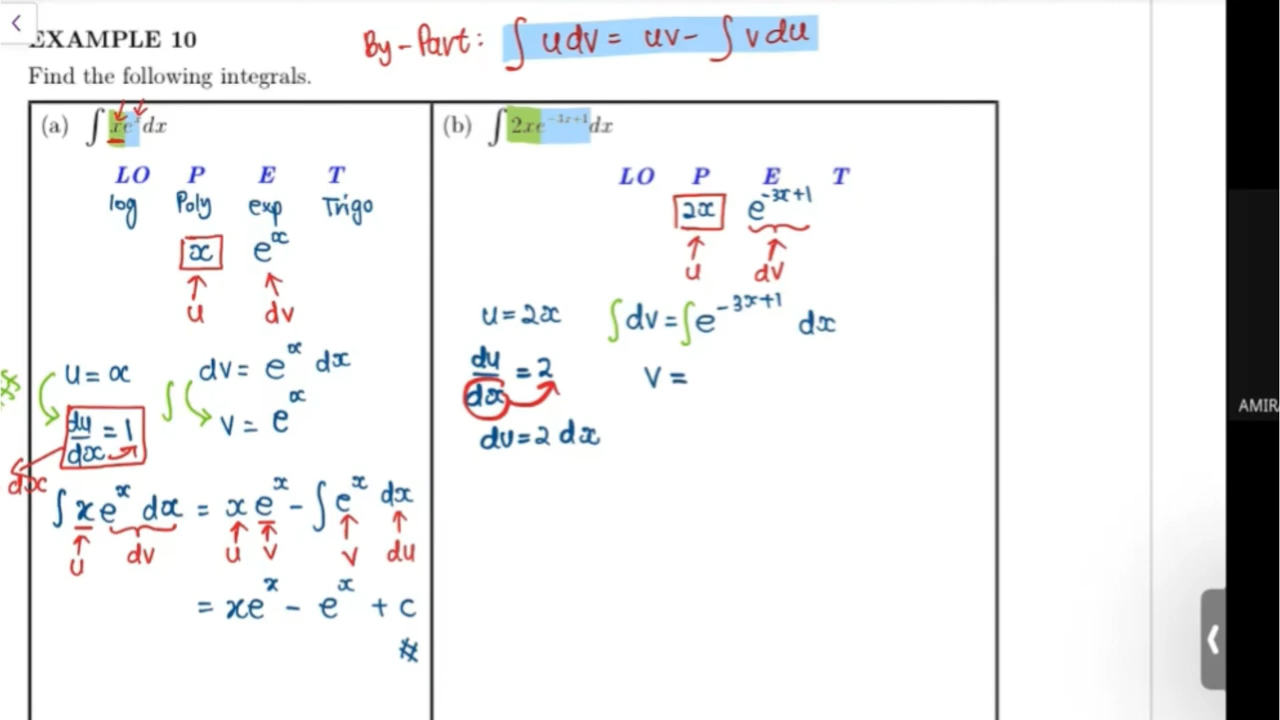 EXAMPLE 10
By-Part: ∫ u dv = uv - ∫ v du
Find the following integrals.
(a) ∫ xe^x dx
LO P E T
log Poly exp Trigo
x e^x
u dv
u = x
dv = e^x dx
du/dx = 1
∫ v = e^x
dx
∫ x e^x dx = x e^x - ∫ e^x dx
u dv u v v du
= xe^x - e^x + c
#
(b) ∫ 2xe^{-3x+1} dx
LO P E T
2x e^{-3x+1}
u dv
u = 2x
∫ dv = ∫ e^{-3x+1} dx
du/dx = 2
v =
du = 2 dx
AMIRA